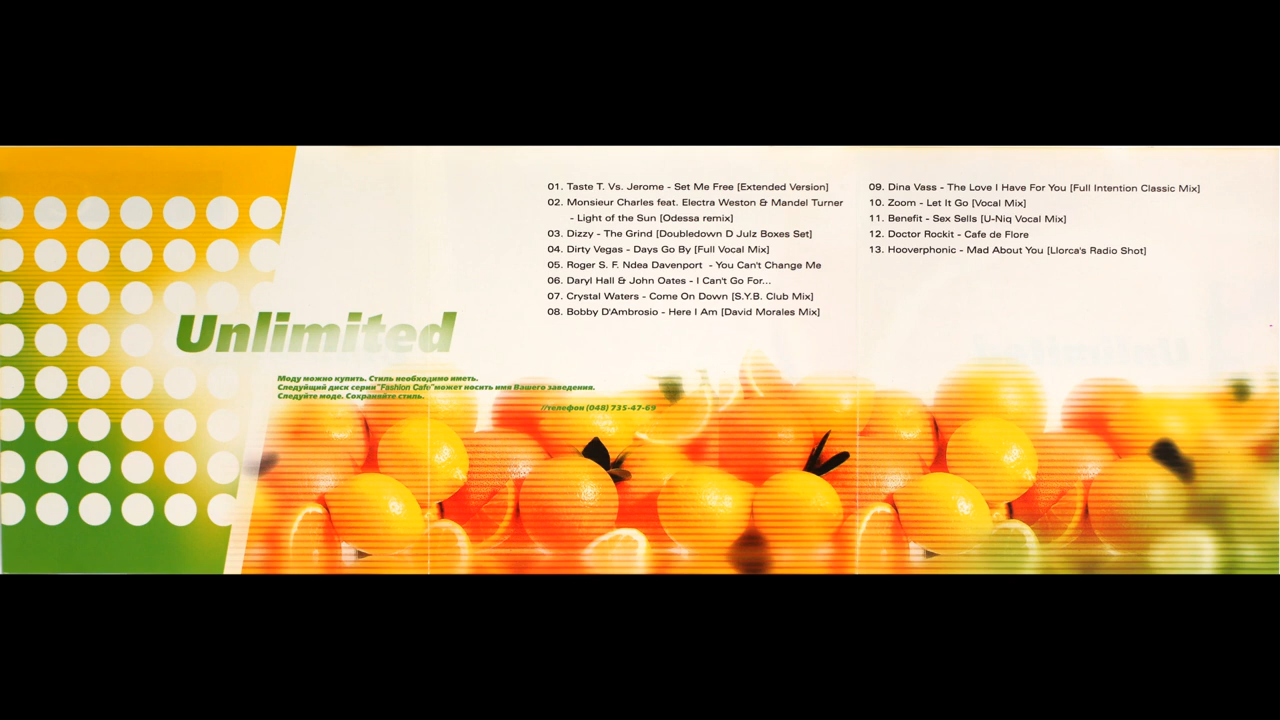 01. Taste T. Vs. Jerome - Set Me Free [Extended Version]
02. Monsieur Charles feat. Electra Weston & Mandel Turner
- Light of the Sun [Odessa remix]
03. Dizzy - The Grind [Doubledown D Julz Boxes Set]
04. Dirty Vegas - Days Go By [Full Vocal Mix]
05. Roger S. F. Ndea Davenport - You Can't Change Me
06. Daryl Hall & John Oates - I Can't Go For...
07. Crystal Waters - Come On Down [S.Y.B. Club Mix]
08. Bobby D'Ambrosio - Here I Am [David Morales Mix]
09. Dina Vass - The Love I Have For You [Full Intention Classic Mix]
10. Zoom - Let It Go [Vocal Mix]
11. Benefit - Sex Sells [U-Niq Vocal Mix]
12. Doctor Rockit - Cafe de Flore
13. Hooverphonic - Mad About You [Llorca's Radio Shot]
Unlimited
Моду можно купить. Стиль необходимо иметь.
Следуйщий диск серии "Fashion Cafe" может носить имя Вашего заведения.
Следуйте моде. Сохраняйте стиль.
//телефон (048) 735-47-69